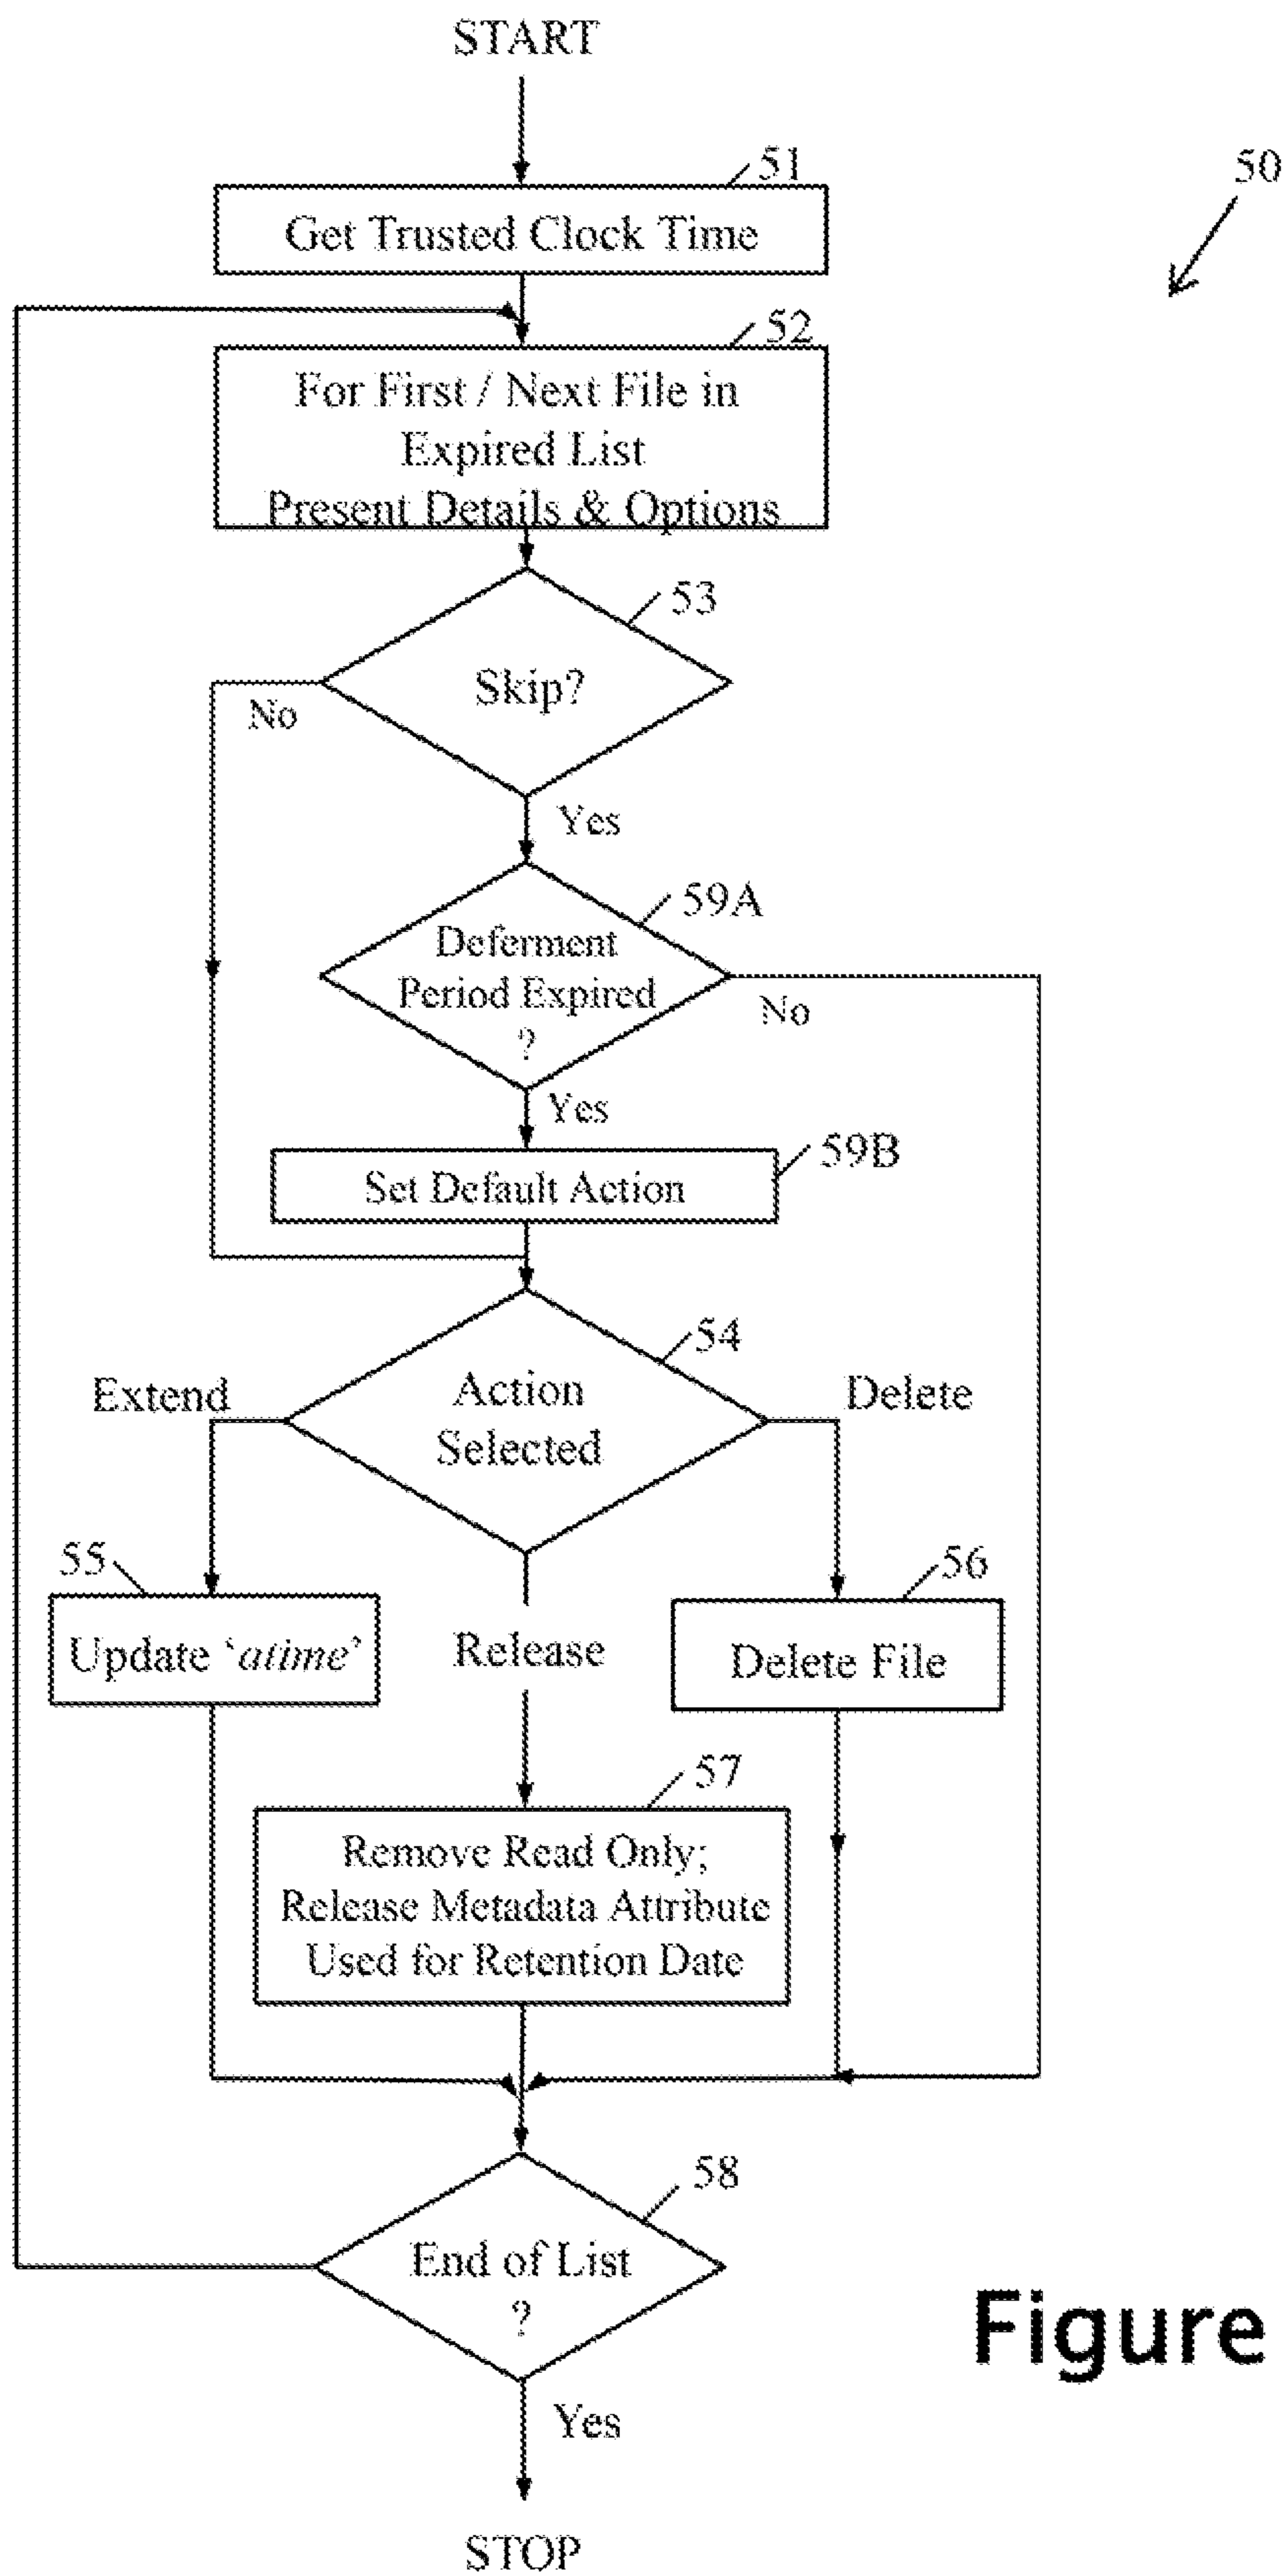 START
51
50
Get Trusted Clock Time
52
For First / Next File in
Expired List
Present Details & Options
53
Skip?
No
Yes
59A
Deferment
Period Expired
?
No
Yes
59B
Set Default Action
54
Extend
Action
Selected
Delete
55
56
Update ‘atime’
Release
Delete File
57
Remove Read Only;
Release Metadata Attribute
Used for Retention Date
58
End of List
?
Figure
Yes
STOP